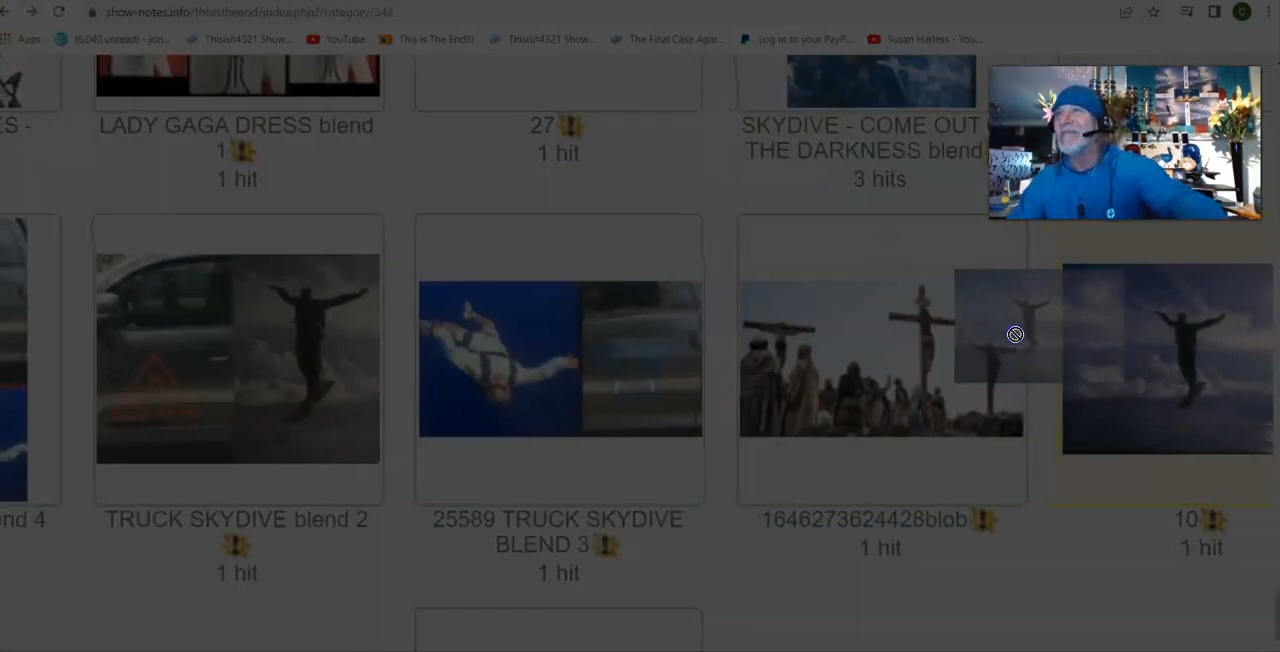 show-notes.info/thisistheend/index.php?/category/342
Apps (6,040 unread) - jon... Thisisit4321 Show... YouTube This is The End!!! Thisisit4321 Show... The Final Case Agai... Log in to your PayP... Susan Harless - You...
ES -
LADY GAGA DRESS blend
1
1 hit
27
1 hit
SKYDIVE - COME OUT
THE DARKNESS blend
3 hits
end 4
TRUCK SKYDIVE blend 2
1 hit
25589 TRUCK SKYDIVE
BLEND 3
1 hit
1646273624428blob
1 hit
10
1 hit